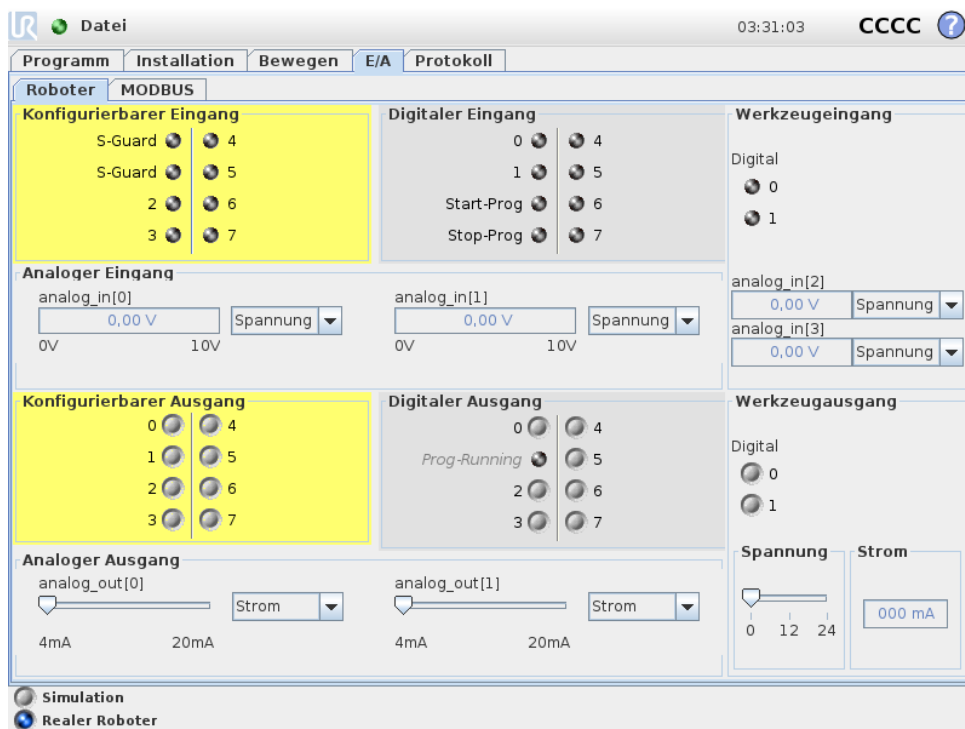 UR Datei 03:31:03 CCCC ?
Programm Installation Bewegen E/A Protokoll
Roboter MODBUS
Konfigurierbarer Eingang
S-Guard 4
S-Guard 5
2 6
3 7
Digitaler Eingang
0 4
1 5
Start-Prog 6
Stop-Prog 7
Werkzeugeingang
Digital
0
1
analog_in[2]
0,00 V Spannung
analog_in[3]
0,00 V Spannung
Analoger Eingang
analog_in[0]
0,00 V Spannung
0V 10V
analog_in[1]
0,00 V Spannung
0V 10V
Konfigurierbarer Ausgang
0 4
1 5
2 6
3 7
Digitaler Ausgang
0 4
Prog-Running 5
2 6
3 7
Werkzeugausgang
Digital
0
1
Spannung
0 12 24
Strom
000 mA
Analoger Ausgang
analog_out[0]
Strom
4mA 20mA
analog_out[1]
Strom
4mA 20mA
Simulation
Realer Roboter